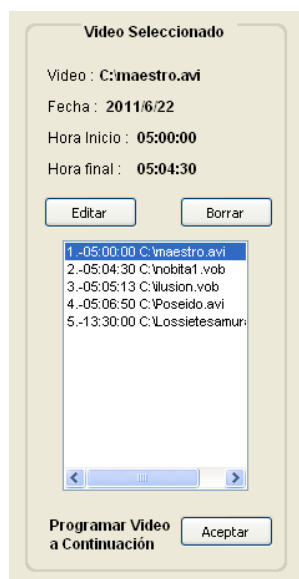 Video Seleccionado
Video : C:\maestro.avi
Fecha : 2011/6/22
Hora Inicio : 05:00:00
Hora final : 05:04:30
Editar Borrar
1.-05:00:00 C:\maestro.avi
2.-05:04:30 C:\nobita1.vob
3.-05:05:13 C:\ilusion.vob
4.-05:06:50 C:\Poseido.avi
5.-13:30:00 C:\Lossietesamur
Programar Video
a Continuación
Aceptar